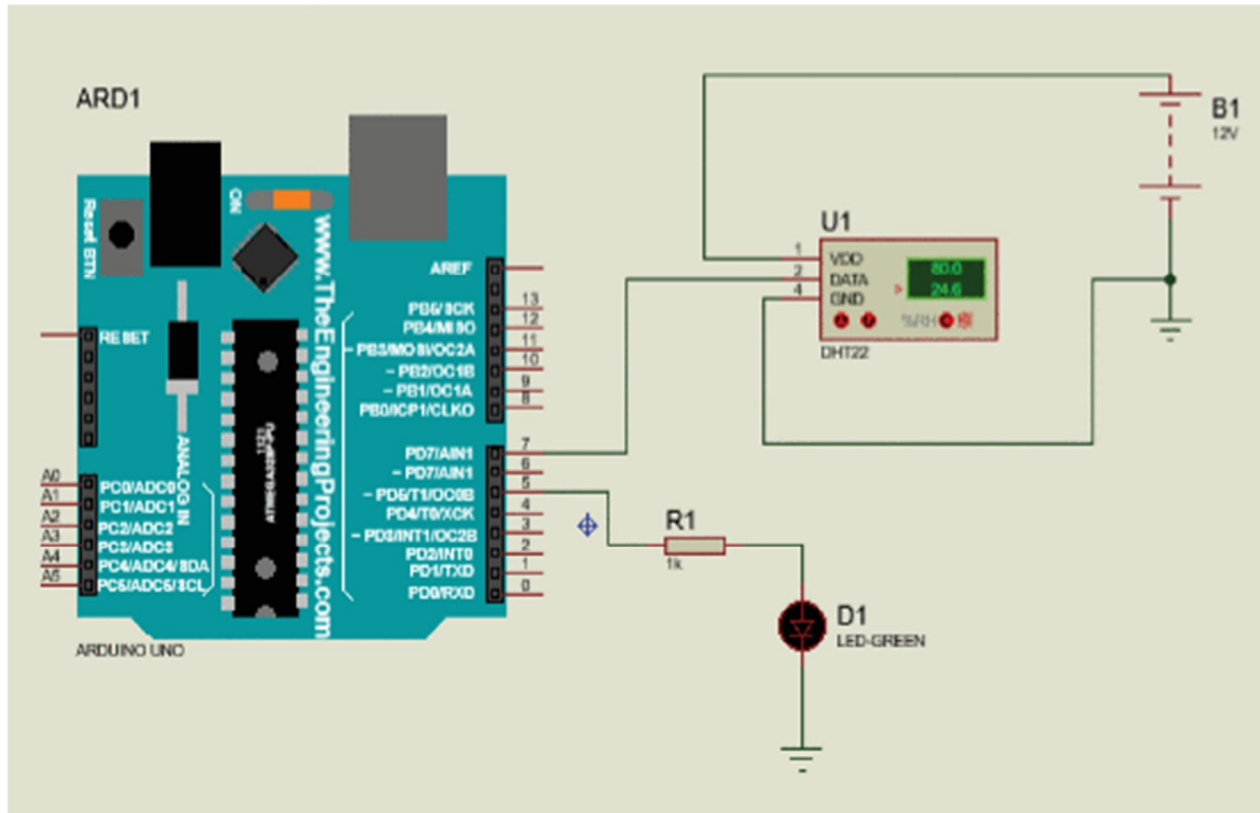 ARD1
B1
12V
U1
1
VDD
2
DATA
4
GND
80.0
24.6
%RH
°C
DHT22
Reset BTN
ON
www.TheEngineeringProjects.com
AREF
PB5/SCK
13
PB4/MISO
12
~ PB3/MOSI/OC2A
11
~ PB2/OC1B
10
~ PB1/OC1A
9
PB0/ICP1/CLKO
8
RESET
ANALOG IN
PD7/AIN1
7
~ PD7/AIN1
6
~ PD5/T1/OC0B
5
PD4/T0/XCK
4
~ PD3/INT1/OC2B
3
PD2/INT0
2
PD1/TXD
1
PD0/RXD
0
A0
PC0/ADC0
A1
PC1/ADC1
A2
PC2/ADC2
A3
PC3/ADC3
A4
PC4/ADC4/SDA
A5
PC5/ADC5/SCL
ARDUINO UNO
R1
1k
D1
LED-GREEN